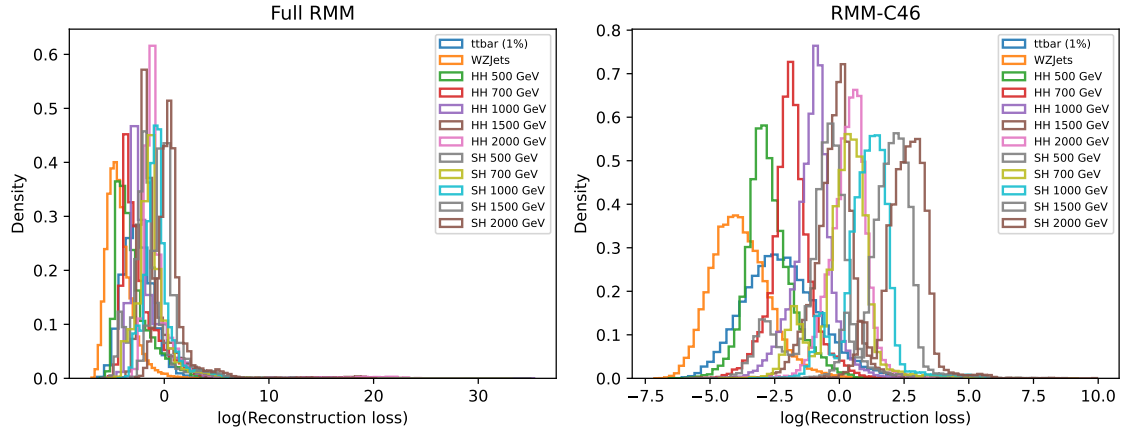 Full RMM
Density
0.6
0.5
0.4
0.3
0.2
0.1
0.0
0
10
20
30
log(Reconstruction loss)
ttbar (1%)
WZJets
HH 500 GeV
HH 700 GeV
HH 1000 GeV
HH 1500 GeV
HH 2000 GeV
SH 500 GeV
SH 700 GeV
SH 1000 GeV
SH 1500 GeV
SH 2000 GeV
RMM-C46
Density
0.8
0.7
0.6
0.5
0.4
0.3
0.2
0.1
0.0
−7.5
−5.0
−2.5
0.0
2.5
5.0
7.5
10.0
log(Reconstruction loss)
ttbar (1%)
WZJets
HH 500 GeV
HH 700 GeV
HH 1000 GeV
HH 1500 GeV
HH 2000 GeV
SH 500 GeV
SH 700 GeV
SH 1000 GeV
SH 1500 GeV
SH 2000 GeV